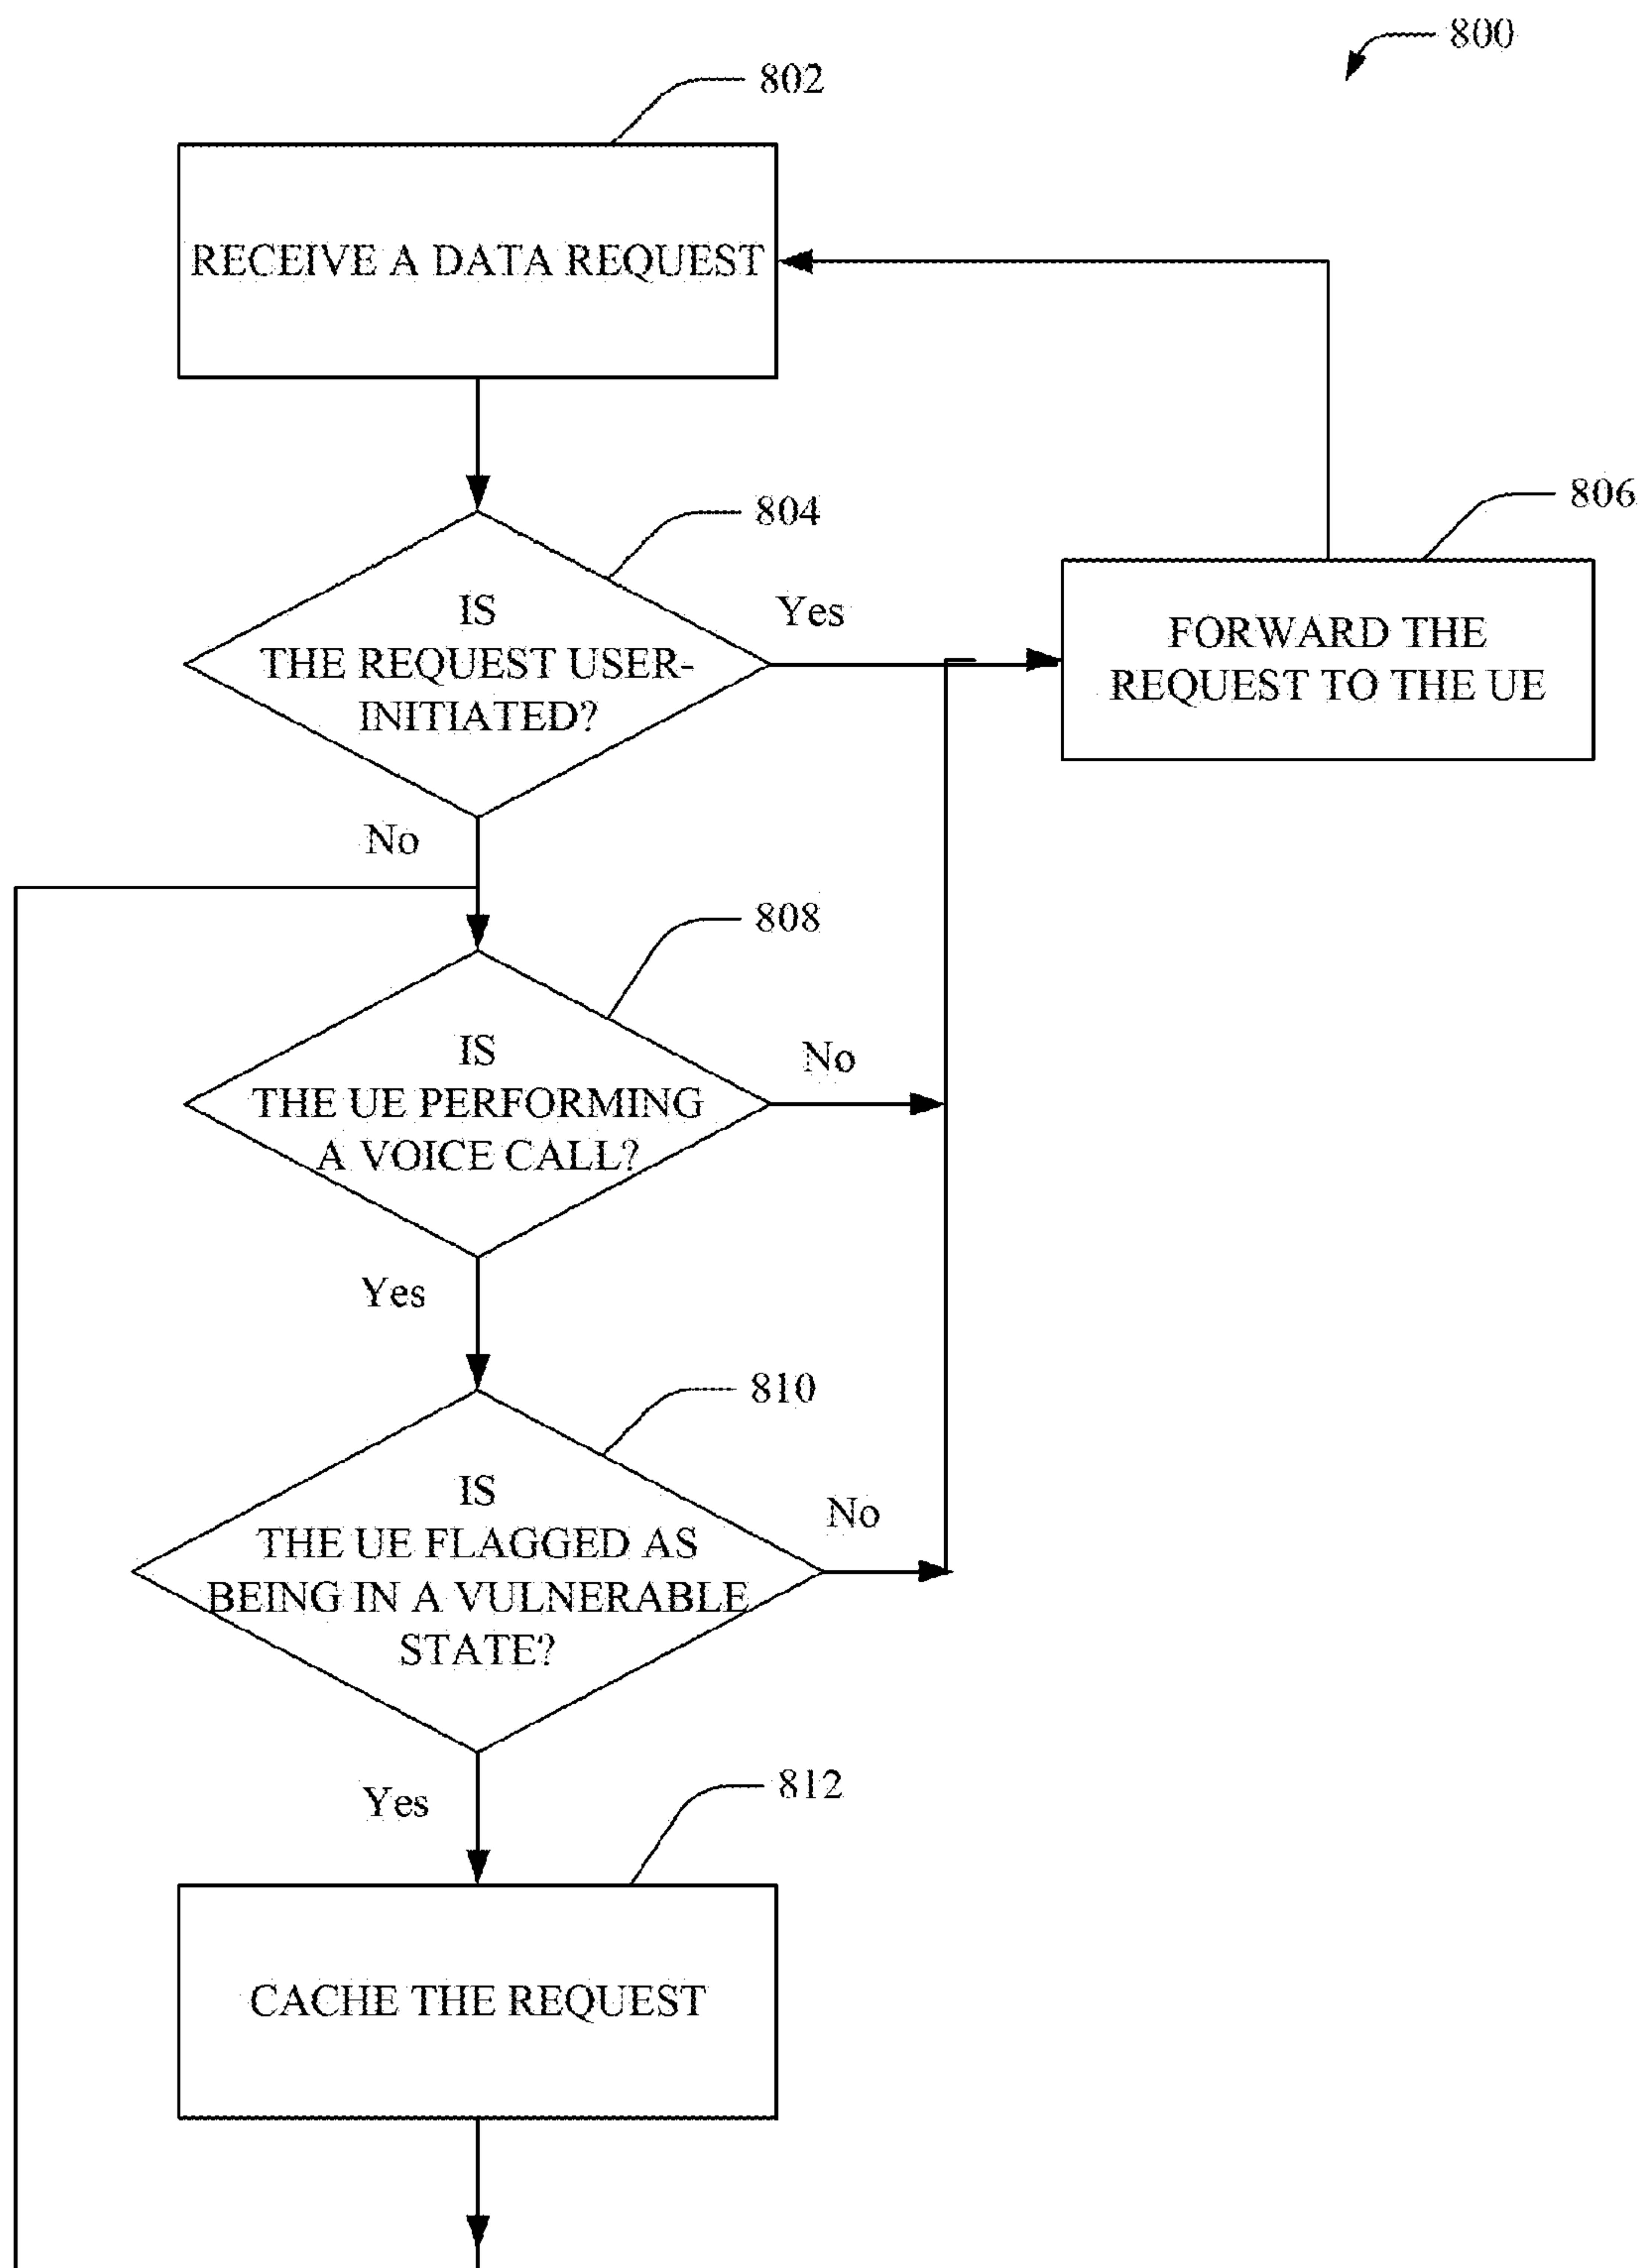 800
802
RECEIVE A DATA REQUEST
804
IS
THE REQUEST USER-
INITIATED?
Yes
806
FORWARD THE
REQUEST TO THE UE
No
808
IS
THE UE PERFORMING
A VOICE CALL?
No
Yes
810
IS
THE UE FLAGGED AS
BEING IN A VULNERABLE
STATE?
No
Yes
812
CACHE THE REQUEST